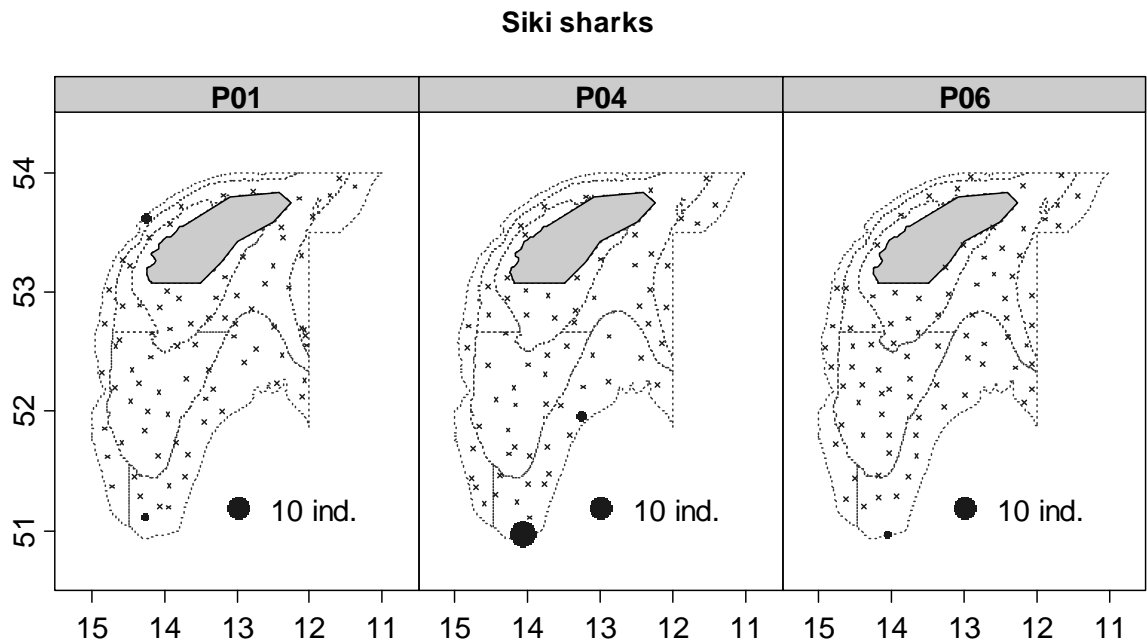 Siki sharks
P01 P04 P06
54
53
52
51
10 ind. 10 ind. 10 ind.
15 14 13 12 11 15 14 13 12 11 15 14 13 12 11